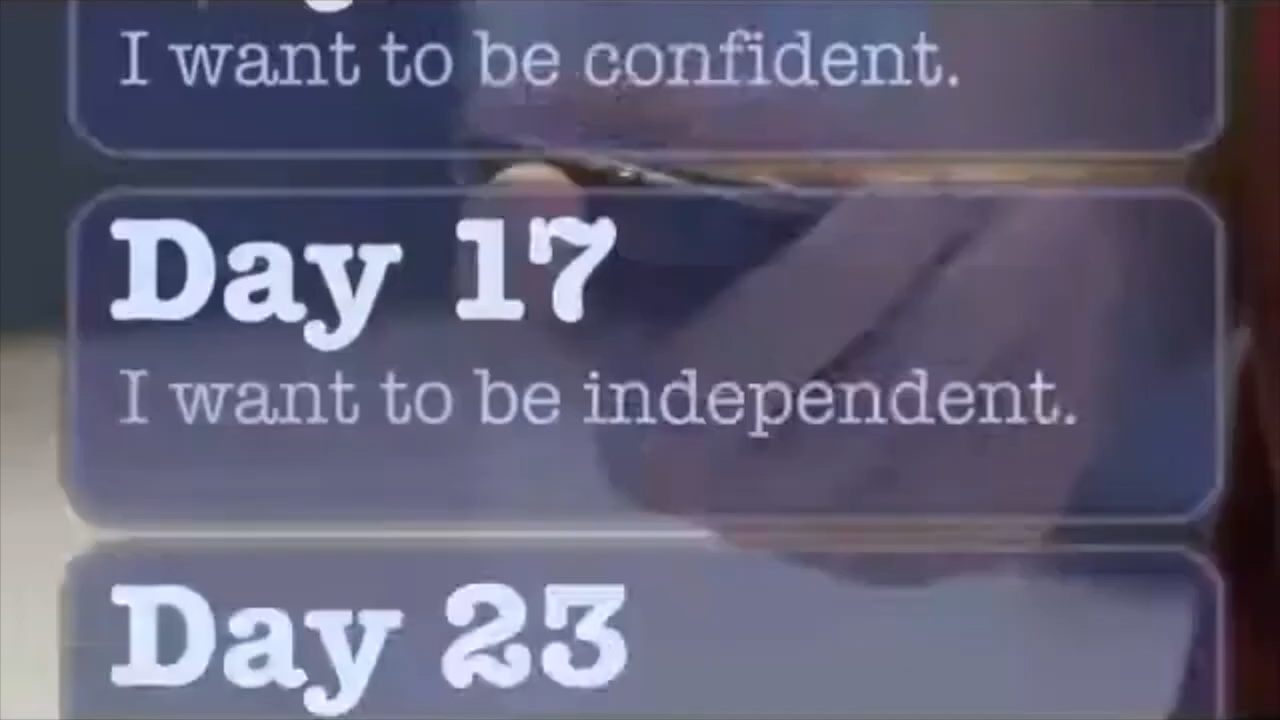 I want to be confident.
Day 17
I want to be independent.
Day 23